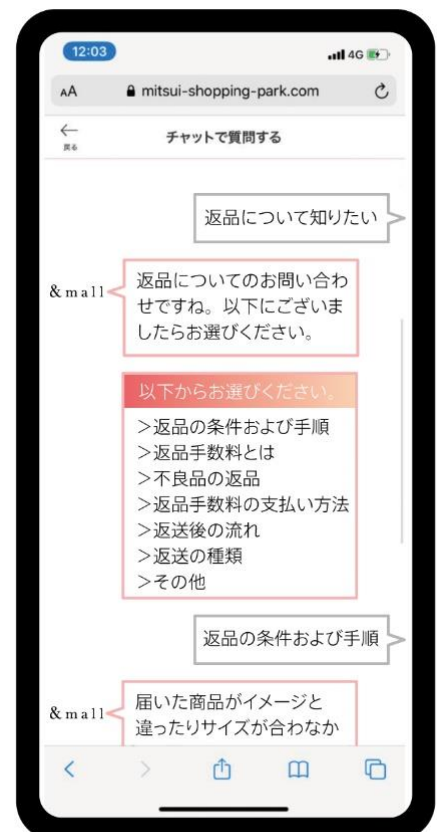 12:03
4G
AA
mitsui-shopping-park.com
戻る
チャットで質問する
返品について知りたい
&mall
返品についてのお問い合わ
せですね。以下にございま
したらお選びください。
以下からお選びください。
>返品の条件および手順
>返品手数料とは
>不良品の返品
>返品手数料の支払い方法
>返送後の流れ
>返送の種類
>その他
返品の条件および手順
&mall
届いた商品がイメージと
違ったりサイズが合わなか